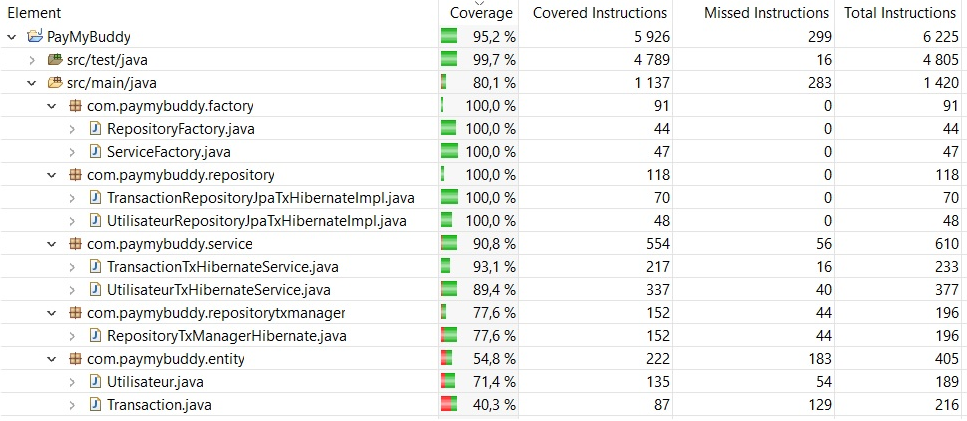 Element Coverage Covered Instructions Missed Instructions Total Instructions
PayMyBuddy 95,2 % 5 926 299 6 225
src/test/java 99,7 % 4 789 16 4 805
src/main/java 80,1 % 1 137 283 1 420
com.paymybuddy.factory 100,0 % 91 0 91
RepositoryFactory.java 100,0 % 44 0 44
ServiceFactory.java 100,0 % 47 0 47
com.paymybuddy.repository 100,0 % 118 0 118
TransactionRepositoryJpaTxHibernateImpl.java 100,0 % 70 0 70
UtilisateurRepositoryJpaTxHibernateImpl.java 100,0 % 48 0 48
com.paymybuddy.service 90,8 % 554 56 610
TransactionTxHibernateService.java 93,1 % 217 16 233
UtilisateurTxHibernateService.java 89,4 % 337 40 377
com.paymybuddy.repositorytxmanager 77,6 % 152 44 196
RepositoryTxManagerHibernate.java 77,6 % 152 44 196
com.paymybuddy.entity 54,8 % 222 183 405
Utilisateur.java 71,4 % 135 54 189
Transaction.java 40,3 % 87 129 216